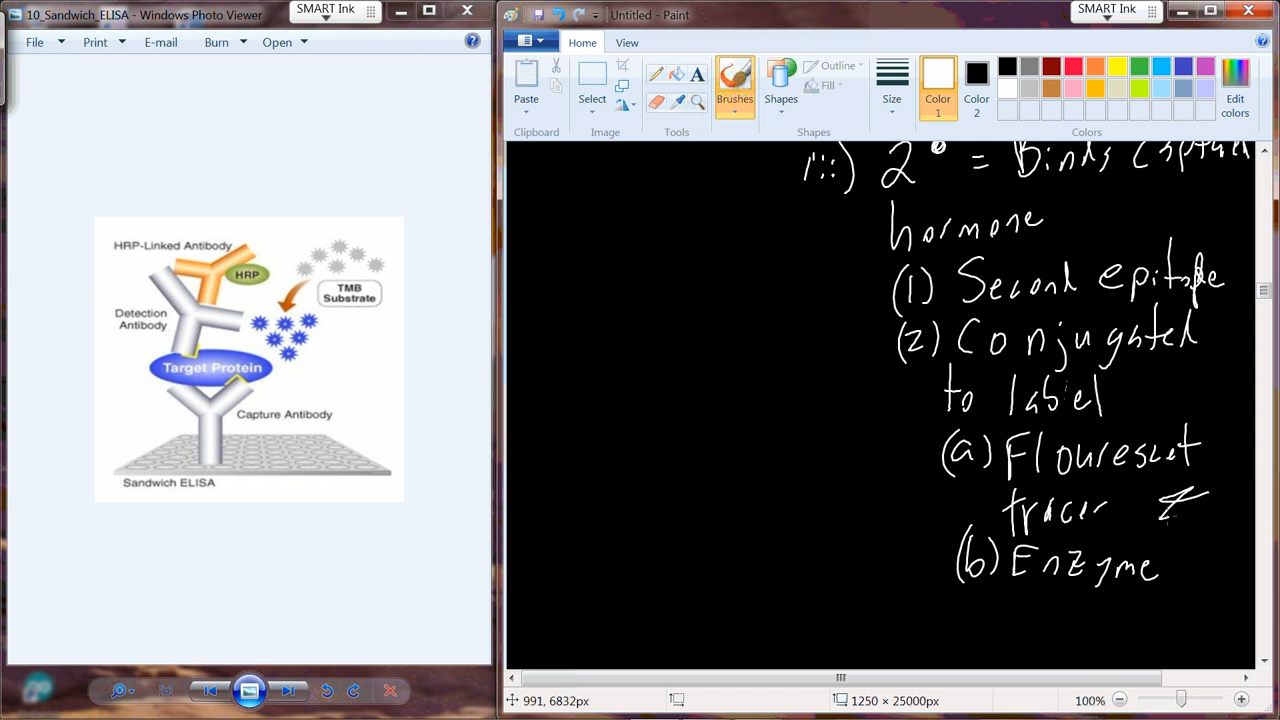 10_Sandwich_ELISA - Windows Photo Viewer
SMART Ink
File Print E-mail Burn Open
HRP-Linked Antibody
HRP
TMB
Substrate
Detection
Antibody
Target Protein
Capture Antibody
Sandwich ELISA
Untitled - Paint
SMART Ink
Home View
Paste
Select
Outline
Fill
Brushes
Shapes
Size
Color
1
Color
2
Edit
colors
Clipboard
Image
Tools
Shapes
Colors
iii) 2° = Binds
hormone
(1) Second epitope
(2) Conjugated
to label
(a) Flourescet
tracer
(b) Enzyme
991, 6832px
1250 × 25000px
100%